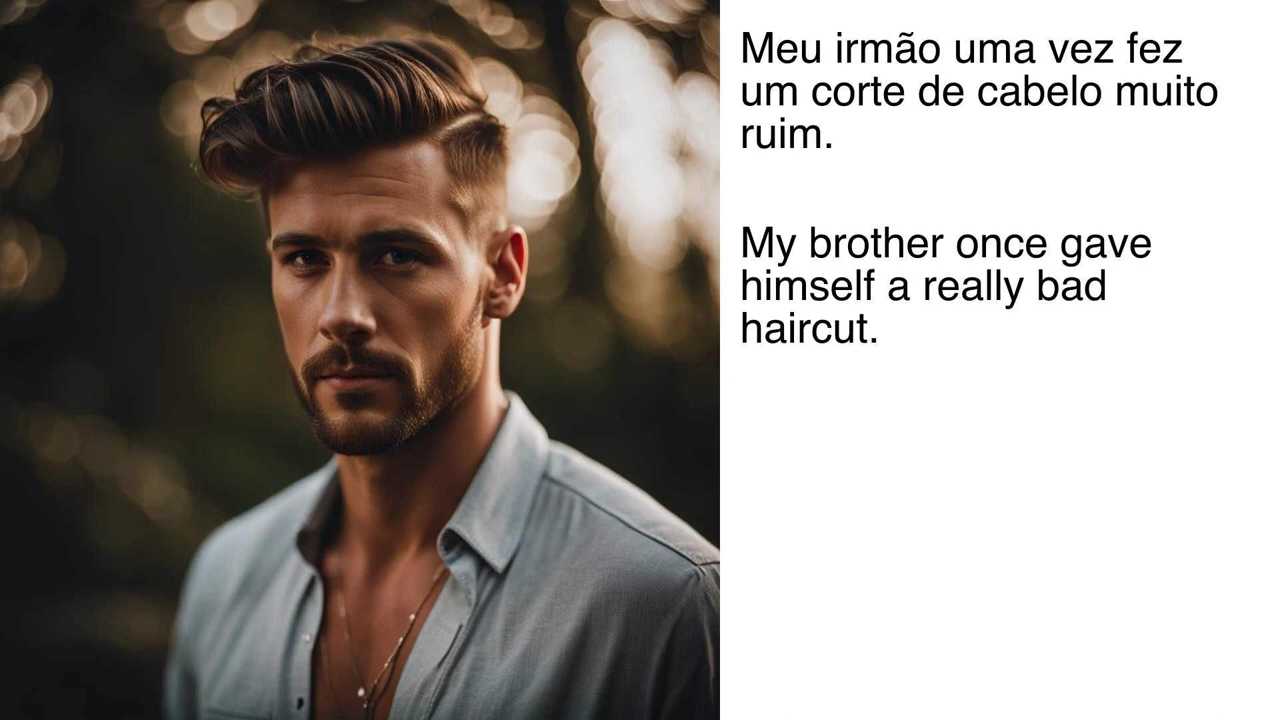 Meu irmão uma vez fez
um corte de cabelo muito
ruim.
My brother once gave
himself a really bad
haircut.